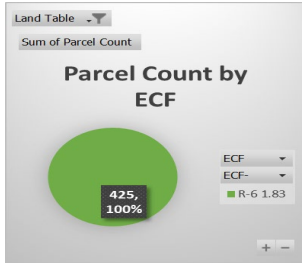 Land Table
Sum of Parcel Count
Parcel Count by
ECF
425,
100%
ECF
ECF-
R-6 1.83
+ −